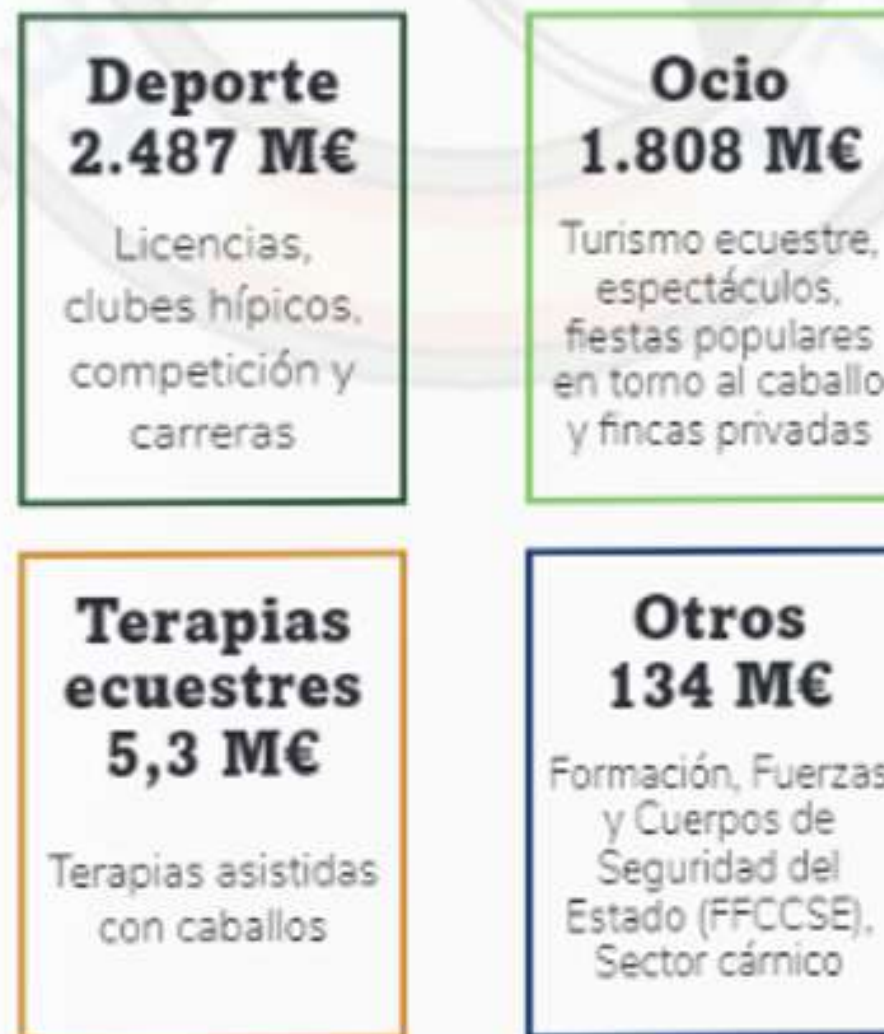 Deporte
2.487 M€
Licencias,
clubes hípicos,
competición y
carreras
Ocio
1.808 M€
Turismo ecuestre,
espectáculos,
fiestas populares
en torno al caballo
y fincas privadas
Terapias
ecuestres
5,3 M€
Terapias asistidas
con caballos
Otros
134 M€
Formación, Fuerzas
y Cuerpos de
Seguridad del
Estado (FFCCSE),
Sector cárnico